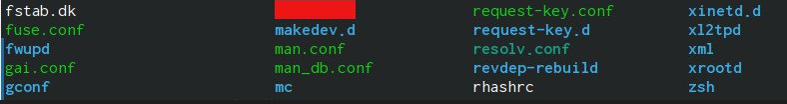 fstab.dk request-key.conf xinetd.d
fuse.conf makedev.d request-key.d xl2tpd
fwupd man.conf resolv.conf xml
gai.conf man_db.conf revdep-rebuild xrootd
gconf mc rhashrc zsh